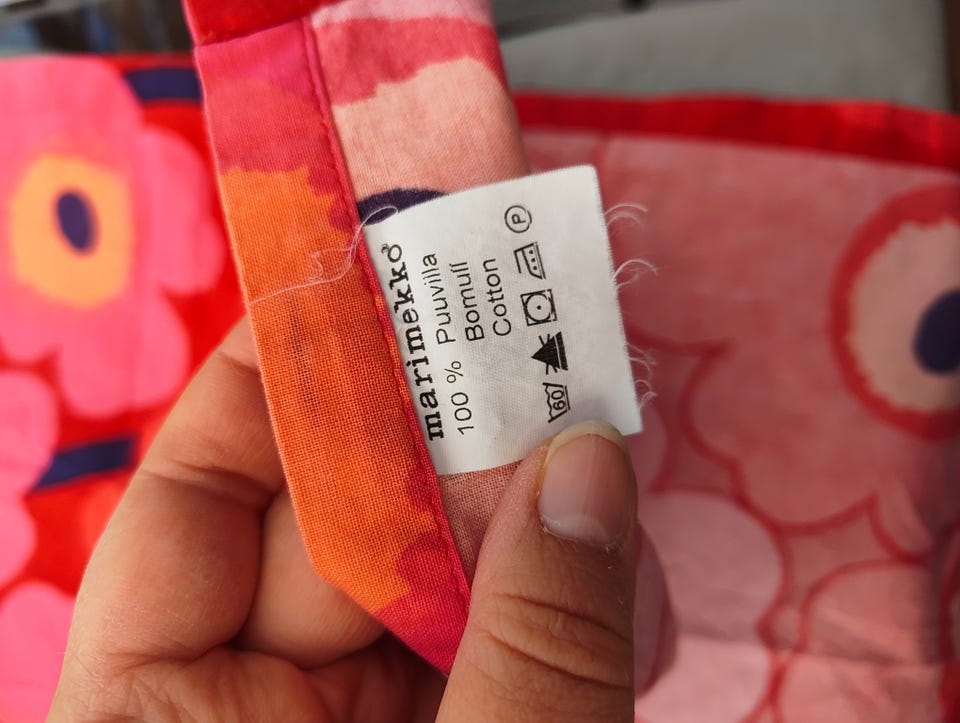 marimekko®
100 % Puuvilla
Bomull
Cotton
60 P